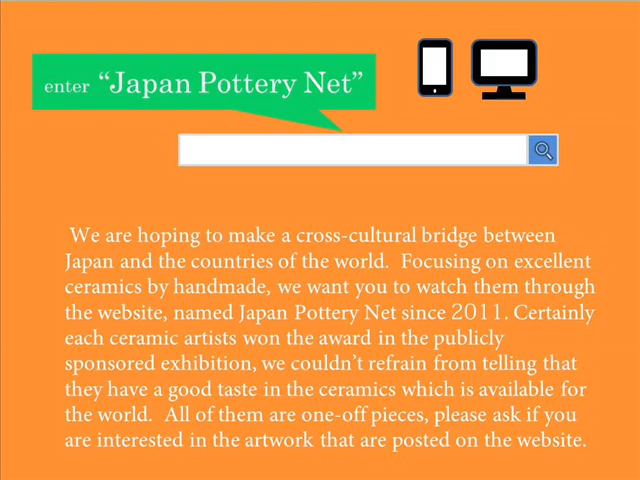 enter “Japan Pottery Net”
We are hoping to make a cross-cultural bridge between
Japan and the countries of the world. Focusing on excellent
ceramics by handmade, we want you to watch them through
the website, named Japan Pottery Net since 2011. Certainly
each ceramic artists won the award in the publicly
sponsored exhibition, we couldn’t refrain from telling that
they have a good taste in the ceramics which is available for
the world. All of them are one-off pieces, please ask if you
are interested in the artwork that are posted on the website.